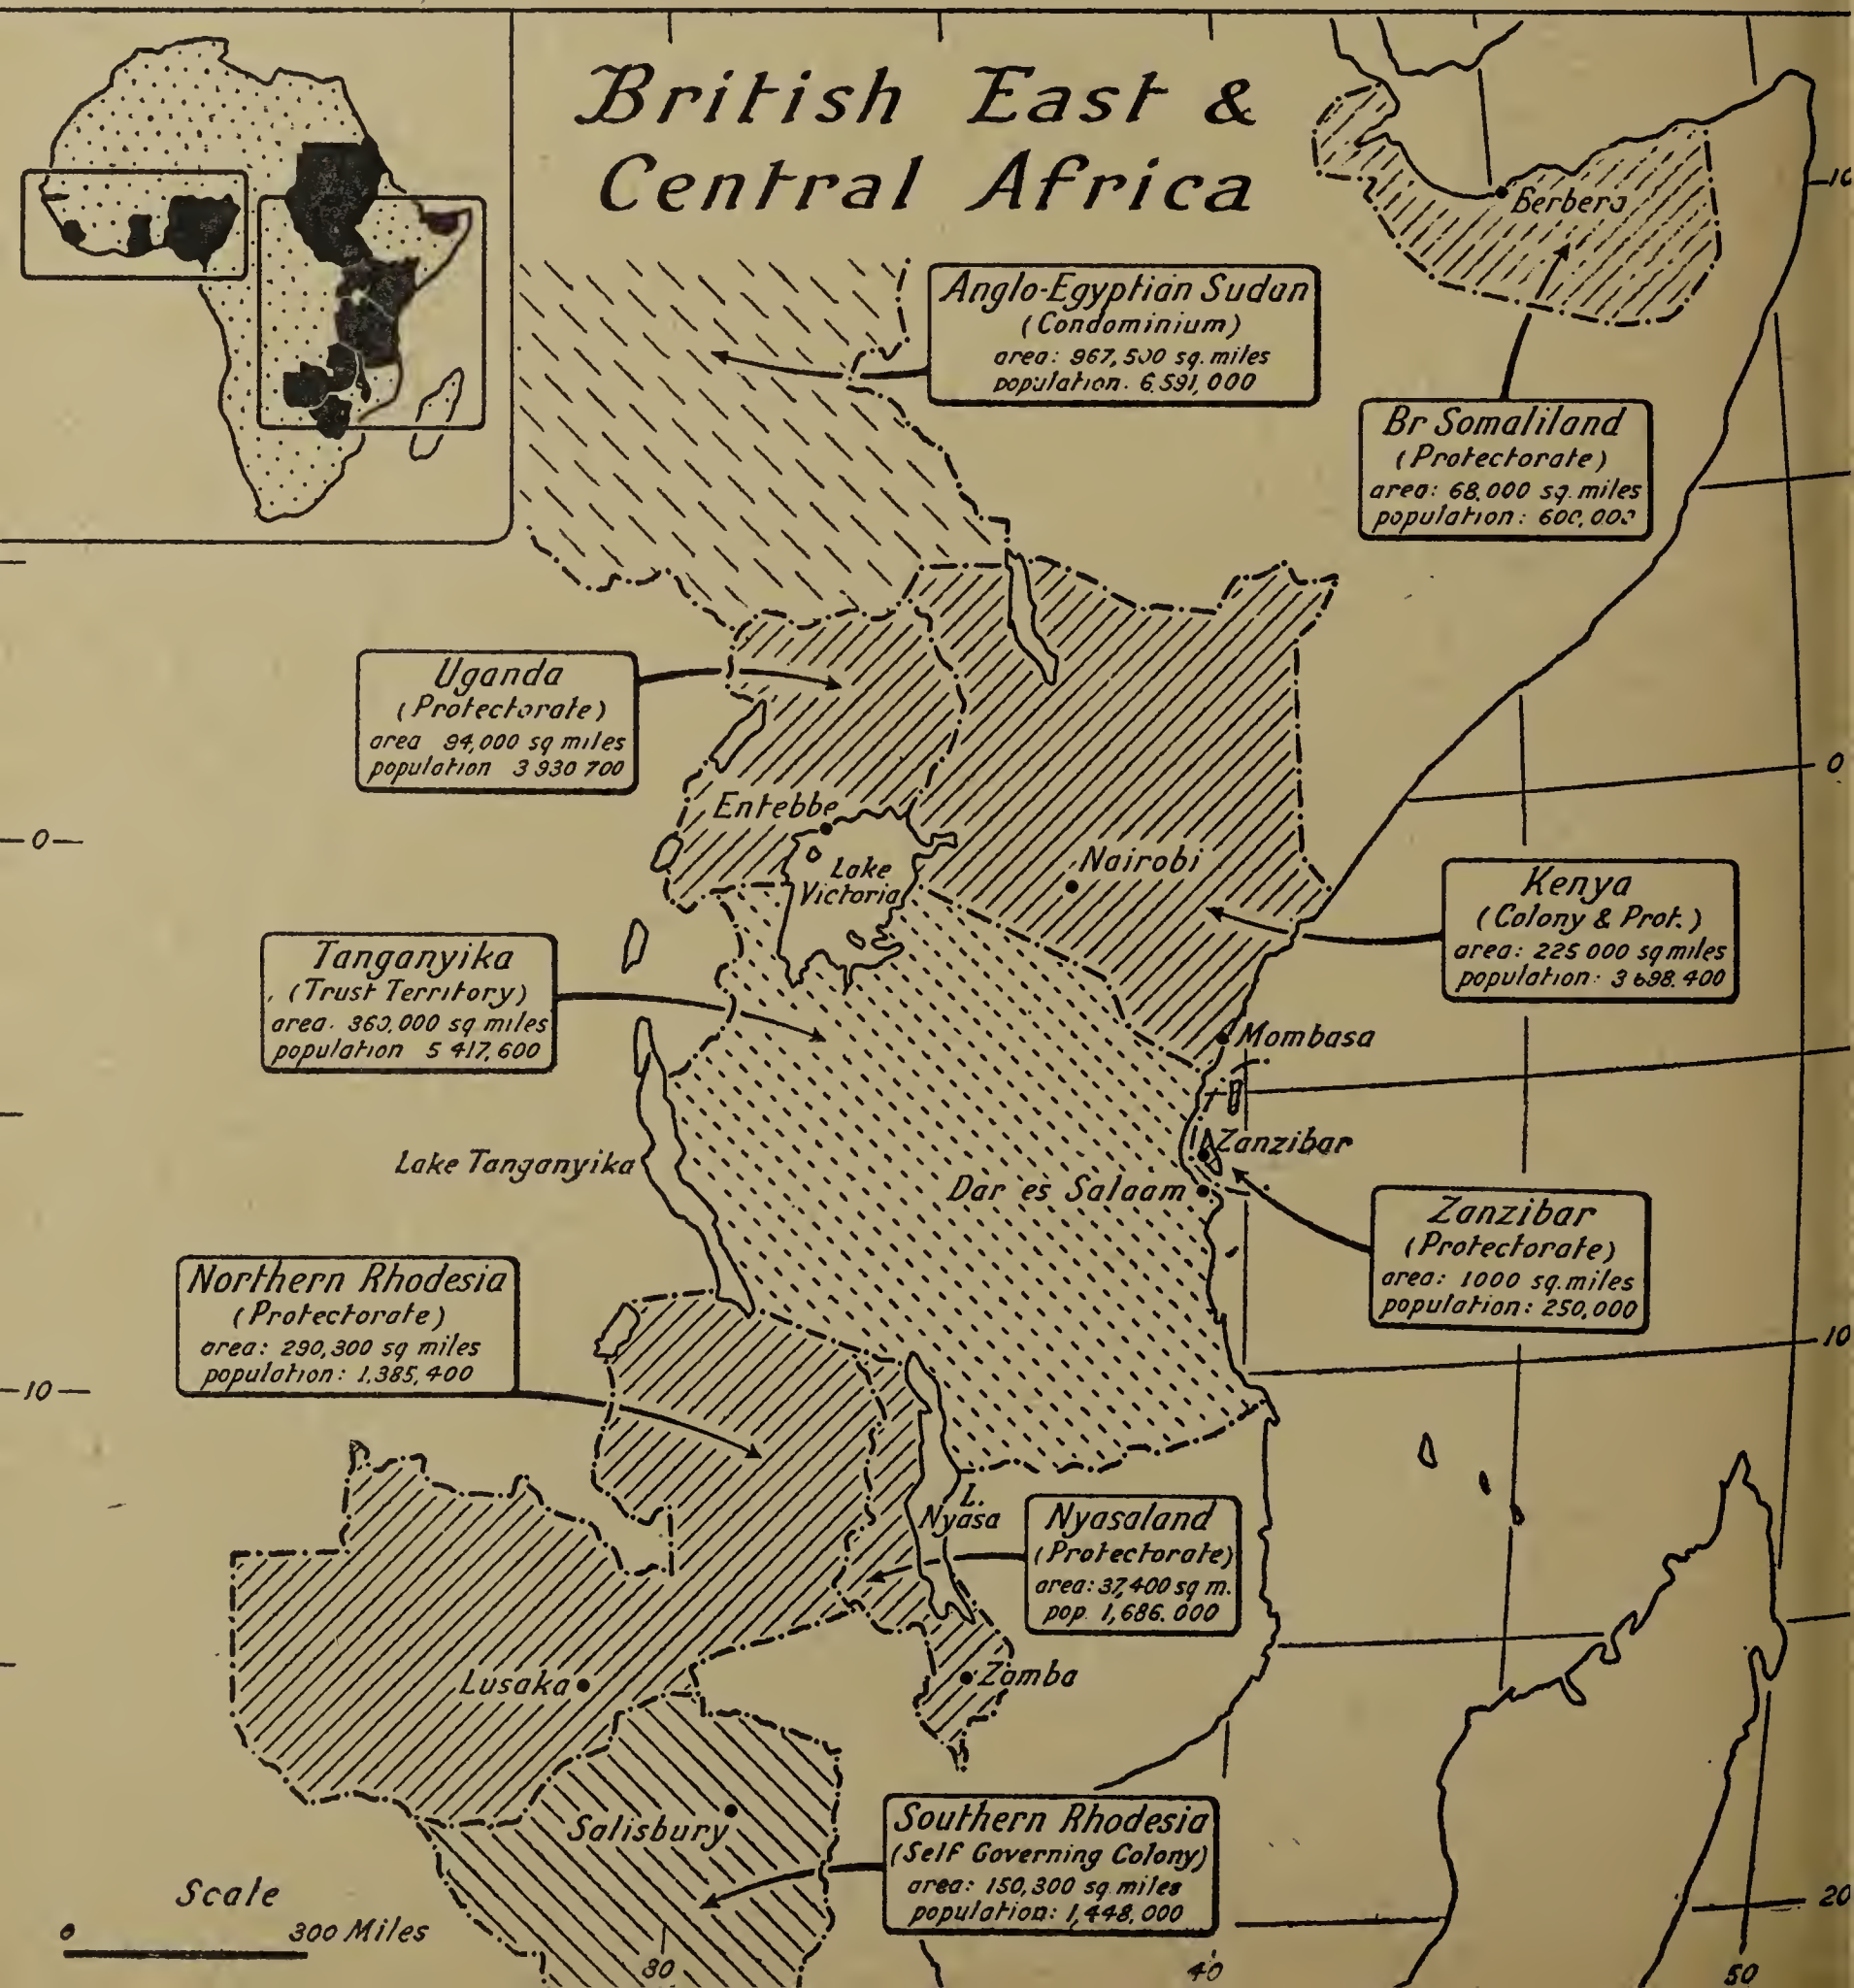 British East &
Central Africa
10
Berbera
Anglo-Egyptian Sudan
(Condominium)
area: 967,500 sq. miles
population. 6,591,000
Br Somaliland
(Protectorate)
area: 68,000 sq. miles
population: 600,000
Uganda
(Protectorate)
area 94,000 sq miles
population 3 930 700
0
Entebbe
0
Lake
Victoria
Nairobi
Kenya
(Colony & Prot.)
area: 225 000 sq miles
population: 3 698.400
Tanganyika
(Trust Territory)
area. 360,000 sq miles
population 5 417,600
Mombasa
Zanzibar
Lake Tanganyika
Dar es Salaam
Zanzibar
(Protectorate)
area: 1000 sq. miles
population: 250,000
Northern Rhodesia
(Protectorate)
area: 290,300 sq miles
population: 1,385,400
10
10
L.
Nyasa
Nyasaland
(Protectorate)
area: 37,400 sq m.
pop. 1,686.000
Lusaka
Zomba
Salisbury
Southern Rhodesia
(Self Governing Colony)
area: 150,300 sq. miles
population: 1,448,000
Scale
0 300 Miles
20
30
40
50